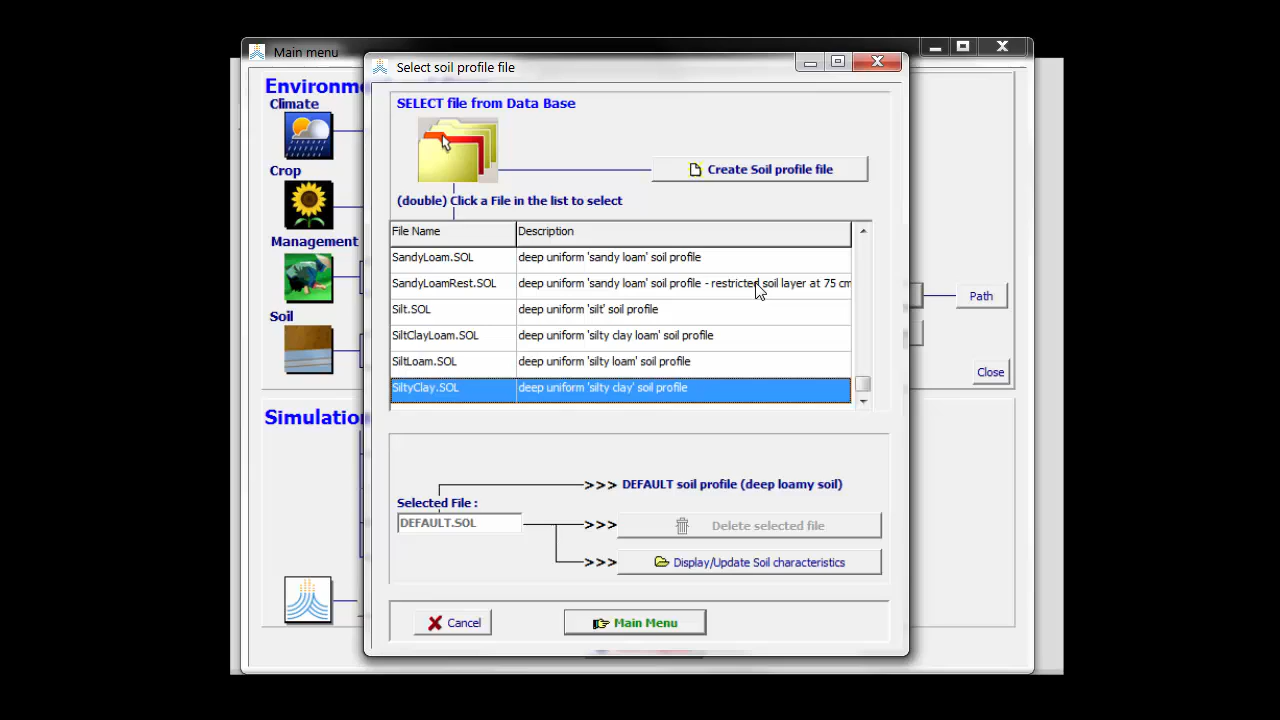 Main menu
Select soil profile file
Environme
Climate
Crop
Management
Soil
Simulation
SELECT file from Data Base
Create Soil profile file
(double) Click a File in the list to select
File Name Description
SandyLoam.SOL deep uniform 'sandy loam' soil profile
SandyLoamRest.SOL deep uniform 'sandy loam' soil profile - restricted soil layer at 75 cm
Silt.SOL deep uniform 'silt' soil profile
SiltClayLoam.SOL deep uniform 'silty clay loam' soil profile
SiltLoam.SOL deep uniform 'silty loam' soil profile
SiltyClay.SOL deep uniform 'silty clay' soil profile
Path
Close
>>> DEFAULT soil profile (deep loamy soil)
Selected File :
DEFAULT.SOL >>> Delete selected file
>>> Display/Update Soil characteristics
Cancel Main Menu